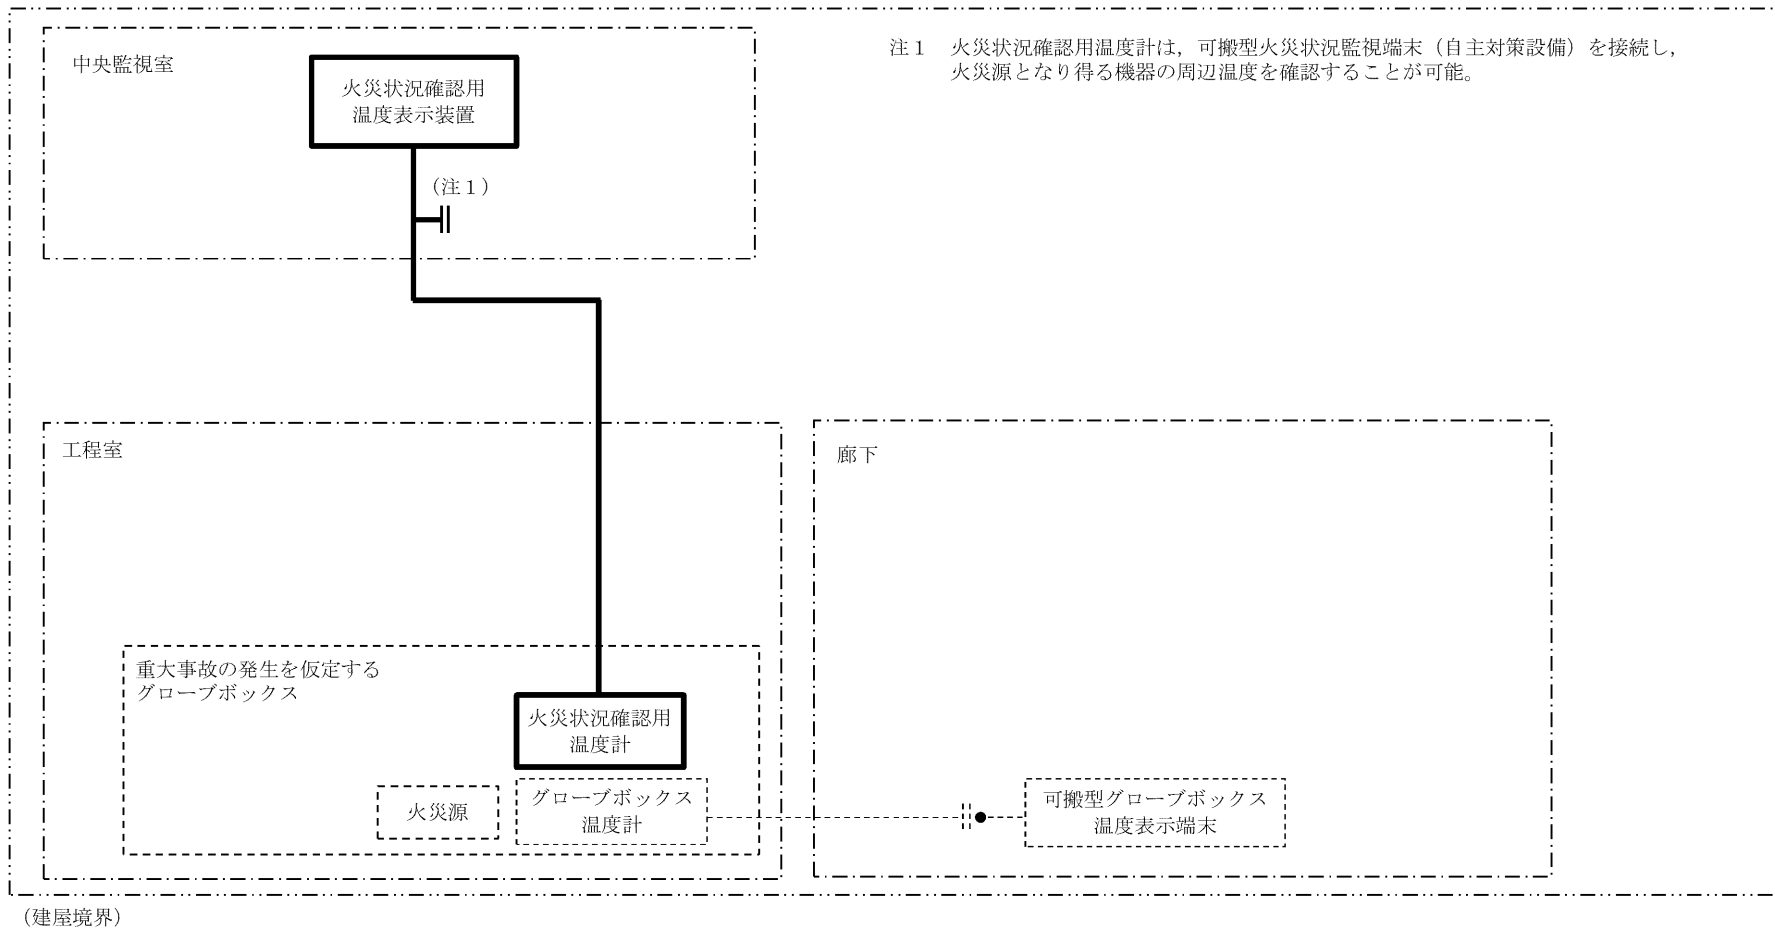 中央監視室
火災状況確認用
温度表示装置
(注1)
注1　火災状況確認用温度計は，可搬型火災状況監視端末（自主対策設備）を接続し，
火災源となり得る機器の周辺温度を確認することが可能。
工程室
廊下
重大事故の発生を仮定する
グローブボックス
火災状況確認用
温度計
火災源
グローブボックス
温度計
可搬型グローブボックス
温度表示端末
（建屋境界）